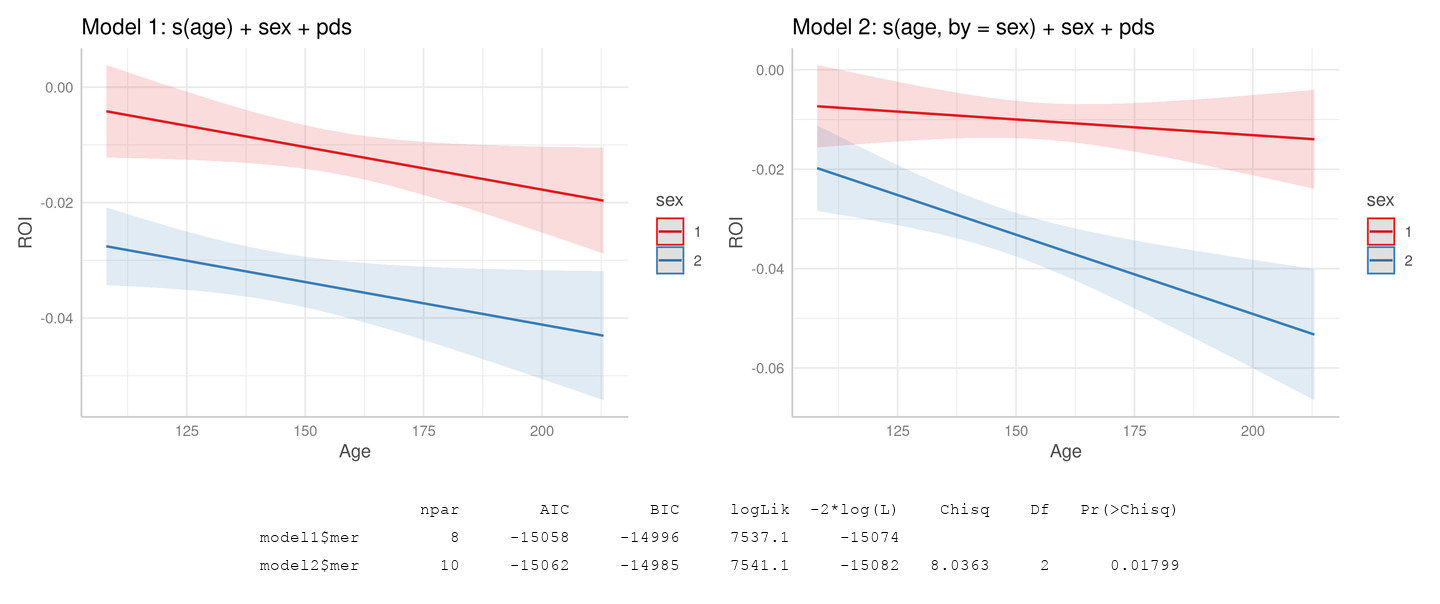 Model 1: s(age) + sex + pds
0.00
-0.02
-0.04
ROI
125 150 175 200
Age
sex
1
2
Model 2: s(age, by = sex) + sex + pds
0.00
-0.02
-0.04
-0.06
ROI
125 150 175 200
Age
sex
1
2
npar AIC BIC logLik -2*log(L) Chisq Df Pr(>Chisq)
model1$mer 8 -15058 -14996 7537.1 -15074
model2$mer 10 -15062 -14985 7541.1 -15082 8.0363 2 0.01799